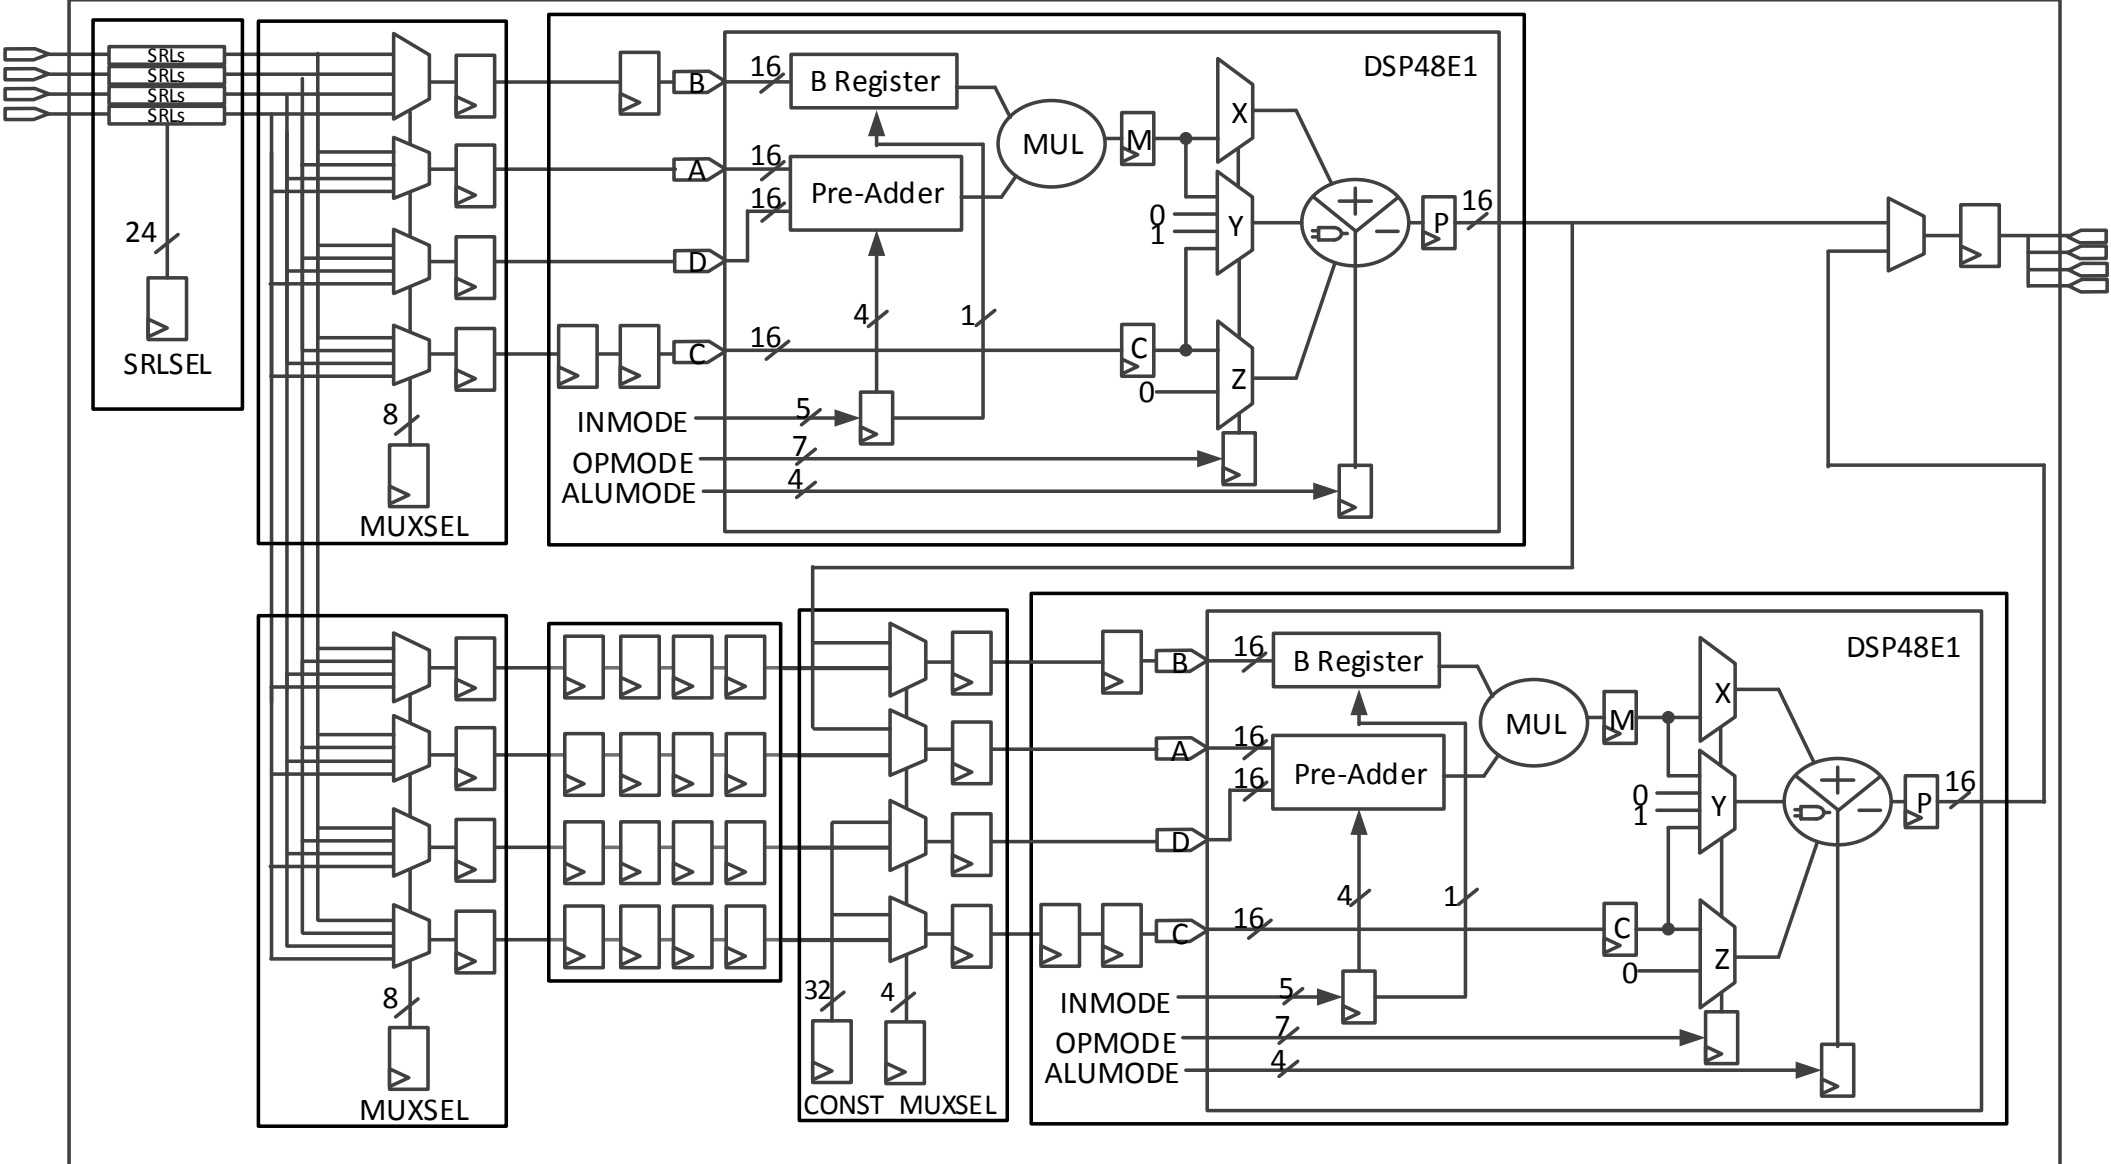 SRLs
SRLs
SRLs
SRLs
24
SRLSEL
8
MUXSEL
B
A
D
C
16
16
16
16
B Register
Pre-Adder
MUL
M
X
DSP48E1
0
1
Y
P
16
4
1
C
0
Z
INMODE
5
OPMODE
7
ALUMODE
4
8
MUXSEL
32
4
CONST
MUXSEL
B
A
D
C
16
16
16
16
B Register
Pre-Adder
MUL
M
X
DSP48E1
0
1
Y
P
16
4
1
C
0
Z
INMODE
5
OPMODE
7
ALUMODE
4